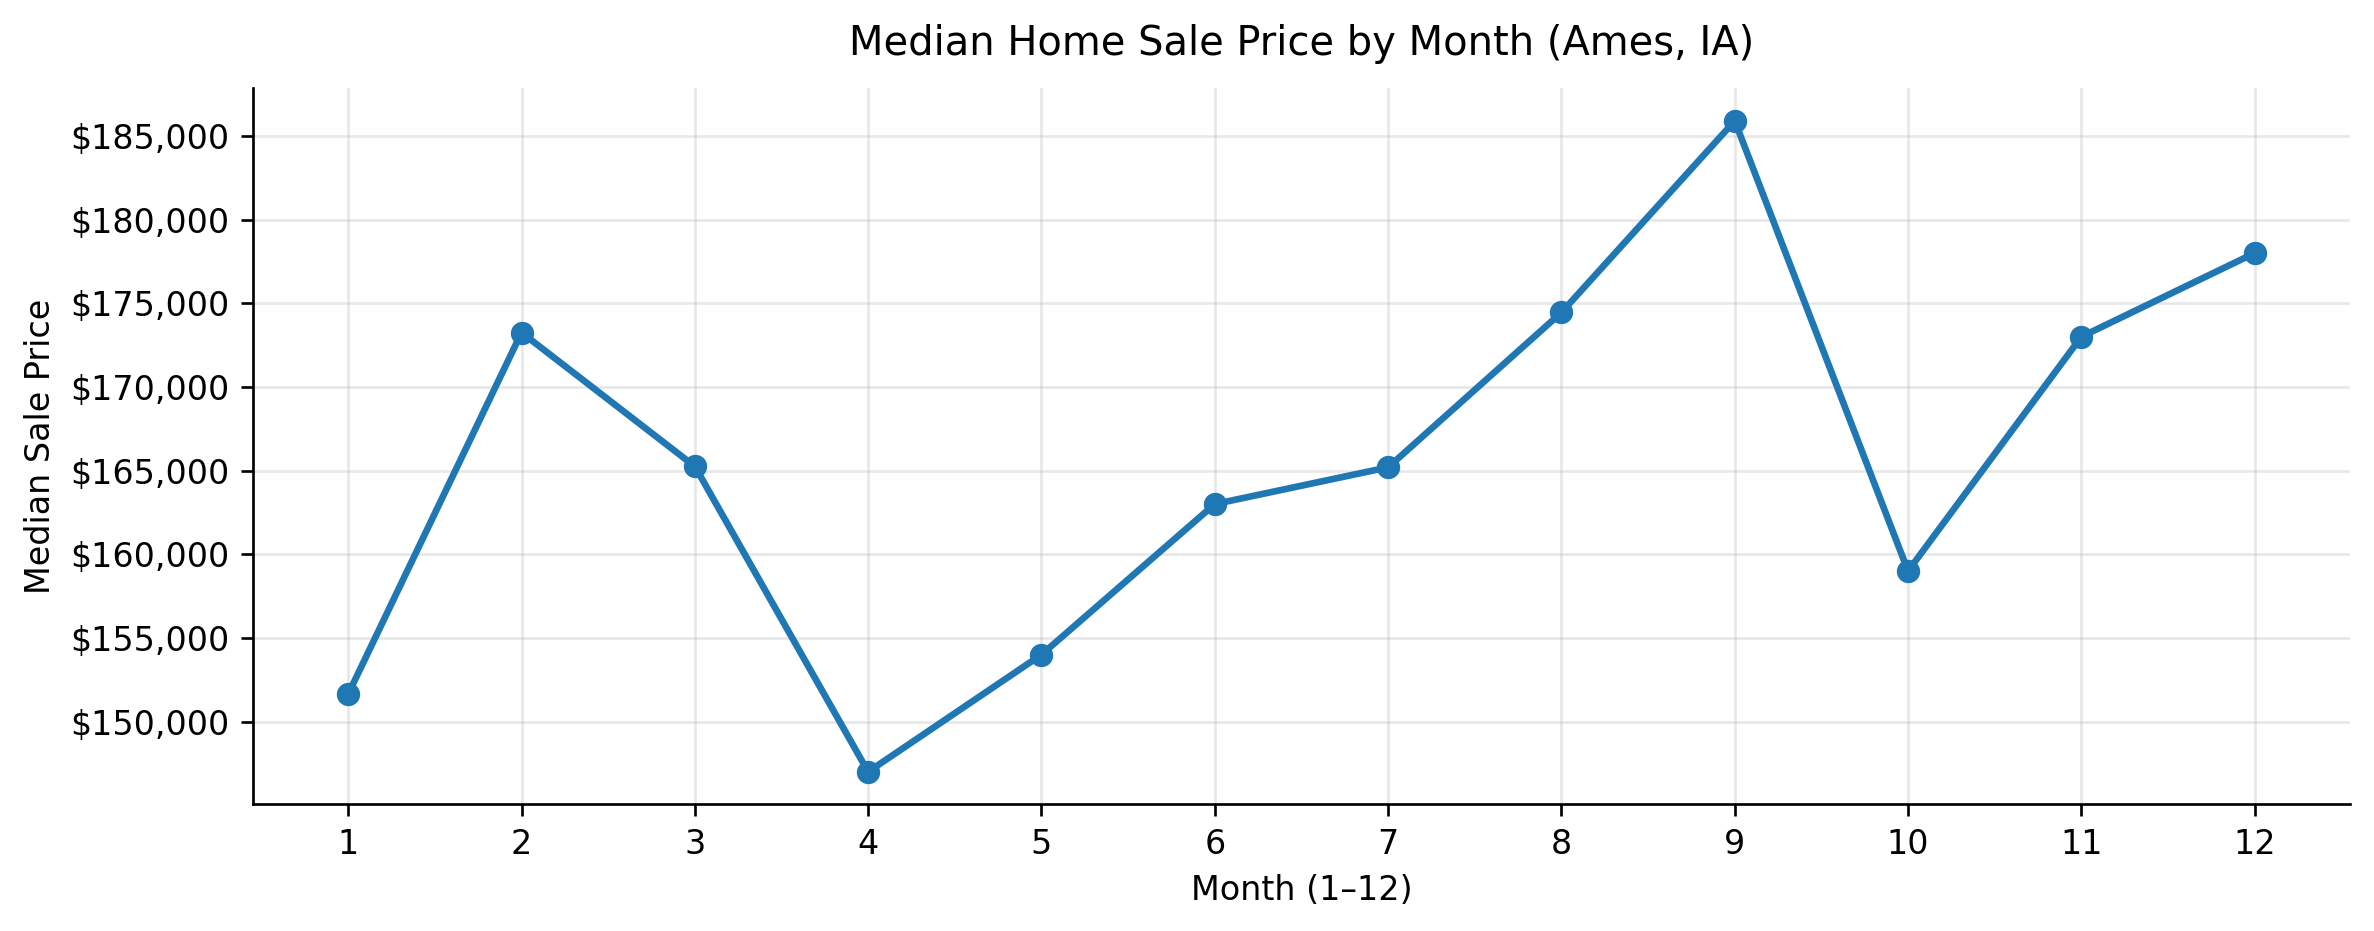 Median Home Sale Price by Month (Ames, IA)
Median Sale Price
$185,000
$180,000
$175,000
$170,000
$165,000
$160,000
$155,000
$150,000
1 2 3 4 5 6 7 8 9 10 11 12
Month (1–12)